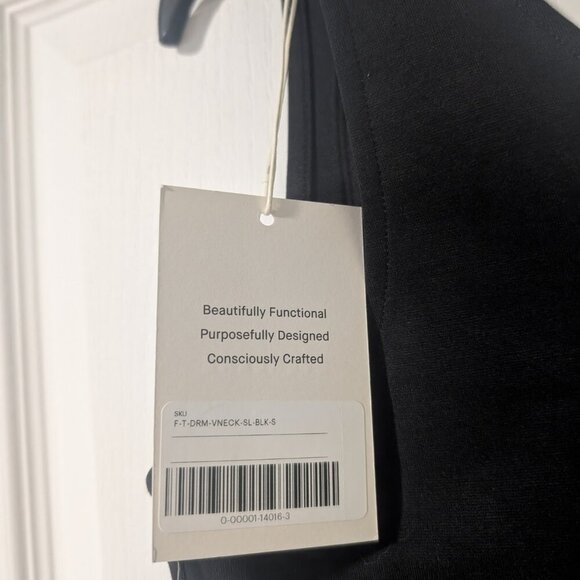 Beautifully Functional
Purposefully Designed
Consciously Crafted
SKU
F-T-DRM-VNECK-SL-BLK-S
0-00001-14016-3